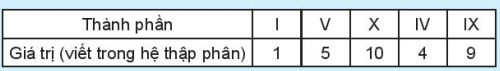 Thành phần I V X IV IX
Giá trị (viết trong hệ thập phân) 1 5 10 4 9